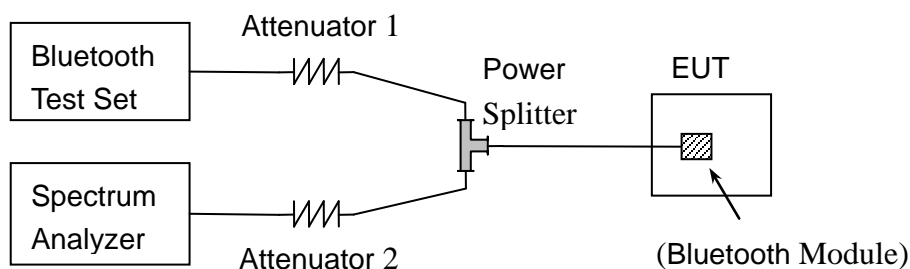 Attenuator 1
Bluetooth
Test Set
Power
Splitter
EUT
Spectrum
Analyzer
Attenuator 2
(Bluetooth Module)